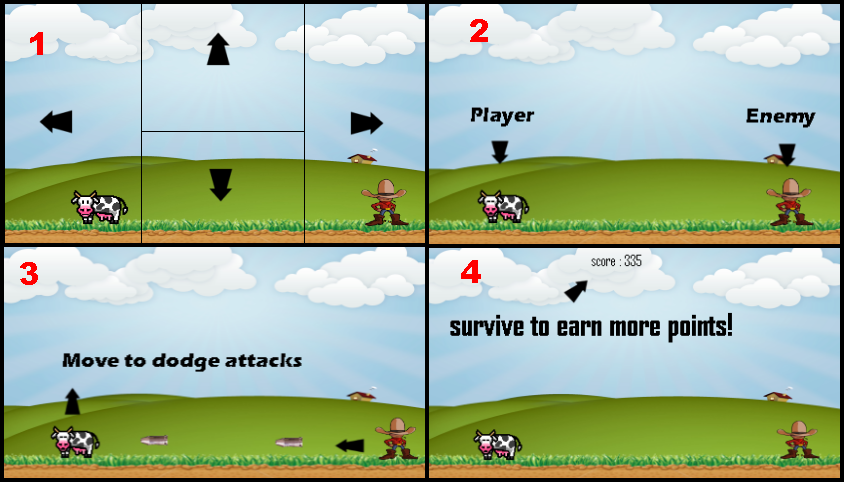 1
2
Player
Enemy
3
Move to dodge attacks
4
score : 335
survive to earn more points!